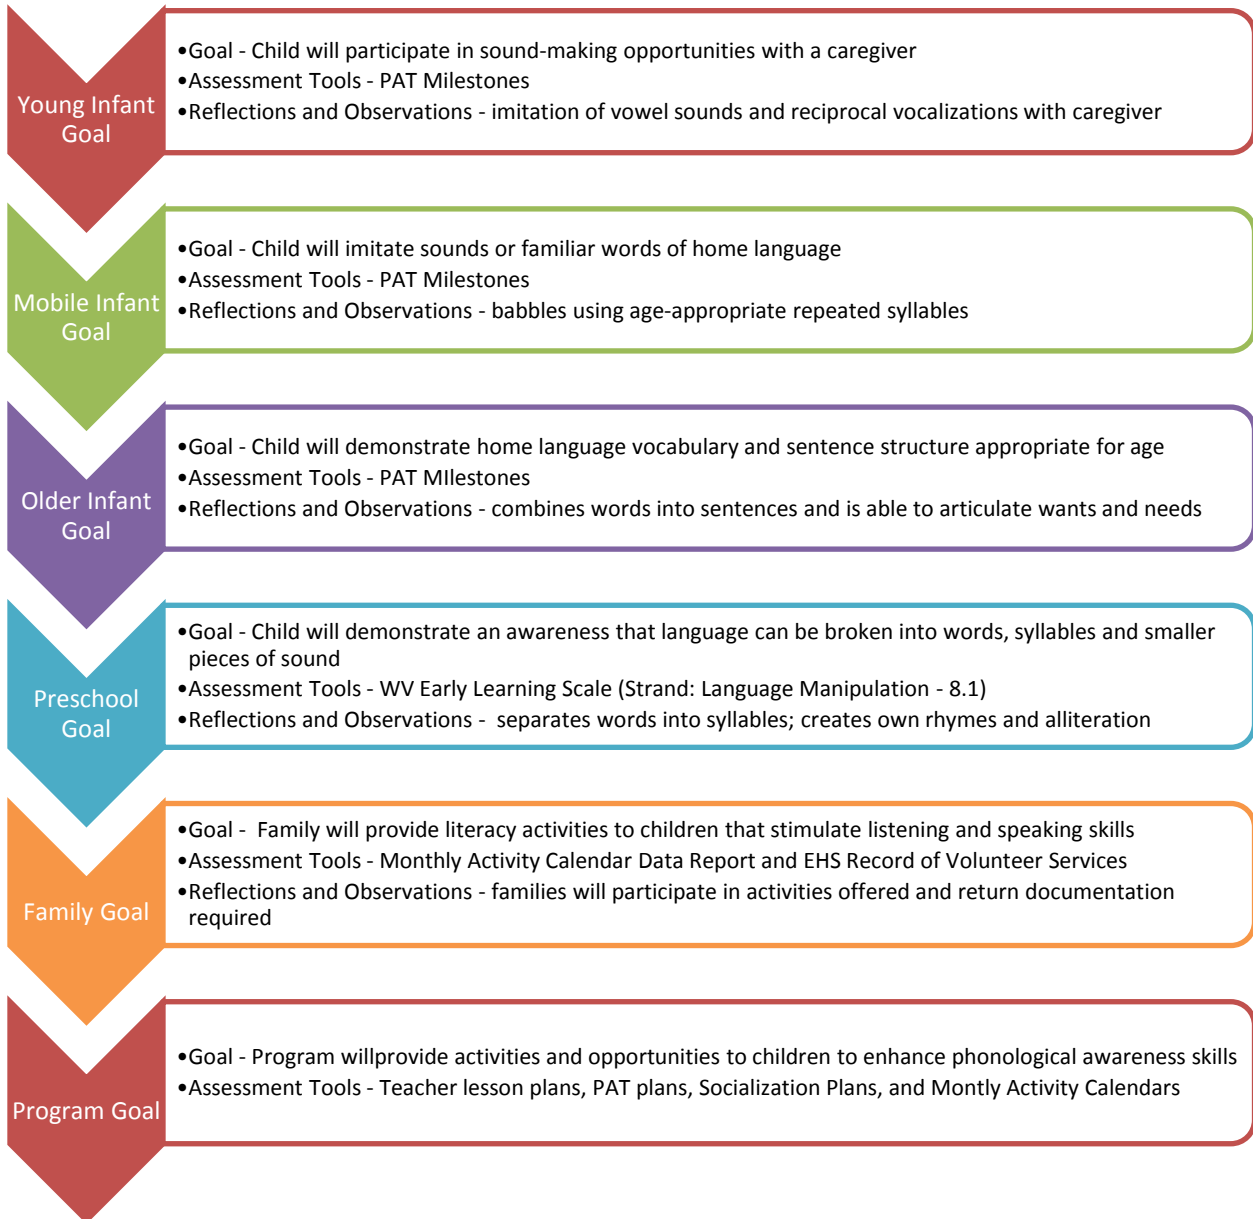 Young Infant
Goal
•Goal - Child will participate in sound-making opportunities with a caregiver
•Assessment Tools - PAT Milestones
•Reflections and Observations - imitation of vowel sounds and reciprocal vocalizations with caregiver
Mobile Infant
Goal
•Goal - Child will imitate sounds or familiar words of home language
•Assessment Tools - PAT Milestones
•Reflections and Observations - babbles using age-appropriate repeated syllables
Older Infant
Goal
•Goal - Child will demonstrate home language vocabulary and sentence structure appropriate for age
•Assessment Tools - PAT MIlestones
•Reflections and Observations - combines words into sentences and is able to articulate wants and needs
Preschool
Goal
•Goal - Child will demonstrate an awareness that language can be broken into words, syllables and smaller
pieces of sound
•Assessment Tools - WV Early Learning Scale (Strand: Language Manipulation - 8.1)
•Reflections and Observations -  separates words into syllables; creates own rhymes and alliteration
Family Goal
•Goal -  Family will provide literacy activities to children that stimulate listening and speaking skills
•Assessment Tools - Monthly Activity Calendar Data Report and EHS Record of Volunteer Services
•Reflections and Observations - families will participate in activities offered and return documentation
required
Program Goal
•Goal - Program willprovide activities and opportunities to children to enhance phonological awareness skills
•Assessment Tools - Teacher lesson plans, PAT plans, Socialization Plans, and Montly Activity Calendars